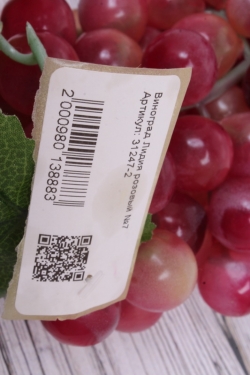 Виноград Лидия розовый №7
Артикул: 31247-2
2 000980 138883